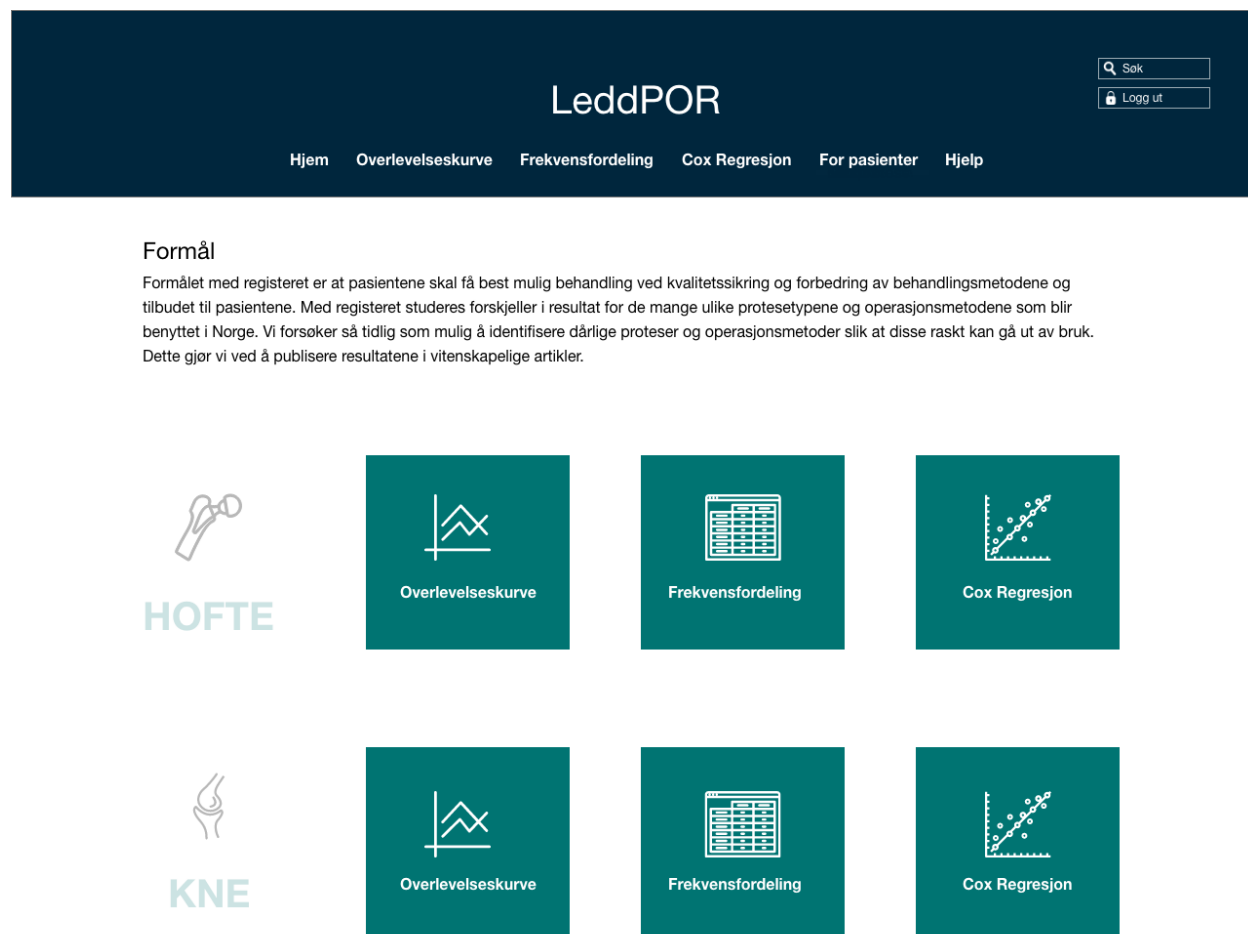 Søk
LeddPOR
Logg ut
Hjem Overlevelseskurve Frekvensfordeling Cox Regresjon For pasienter Hjelp
Formål
Formålet med registeret er at pasientene skal få best mulig behandling ved kvalitetssikring og forbedring av behandlingsmetodene og
tilbudet til pasientene. Med registeret studeres forskjeller i resultat for de mange ulike protesetypene og operasjonsmetodene som blir
benyttet i Norge. Vi forsøker så tidlig som mulig å identifisere dårlige proteser og operasjonsmetoder slik at disse raskt kan gå ut av bruk.
Dette gjør vi ved å publisere resultatene i vitenskapelige artikler.
HOFTE
Overlevelseskurve Frekvensfordeling Cox Regresjon
KNE
Overlevelseskurve Frekvensfordeling Cox Regresjon